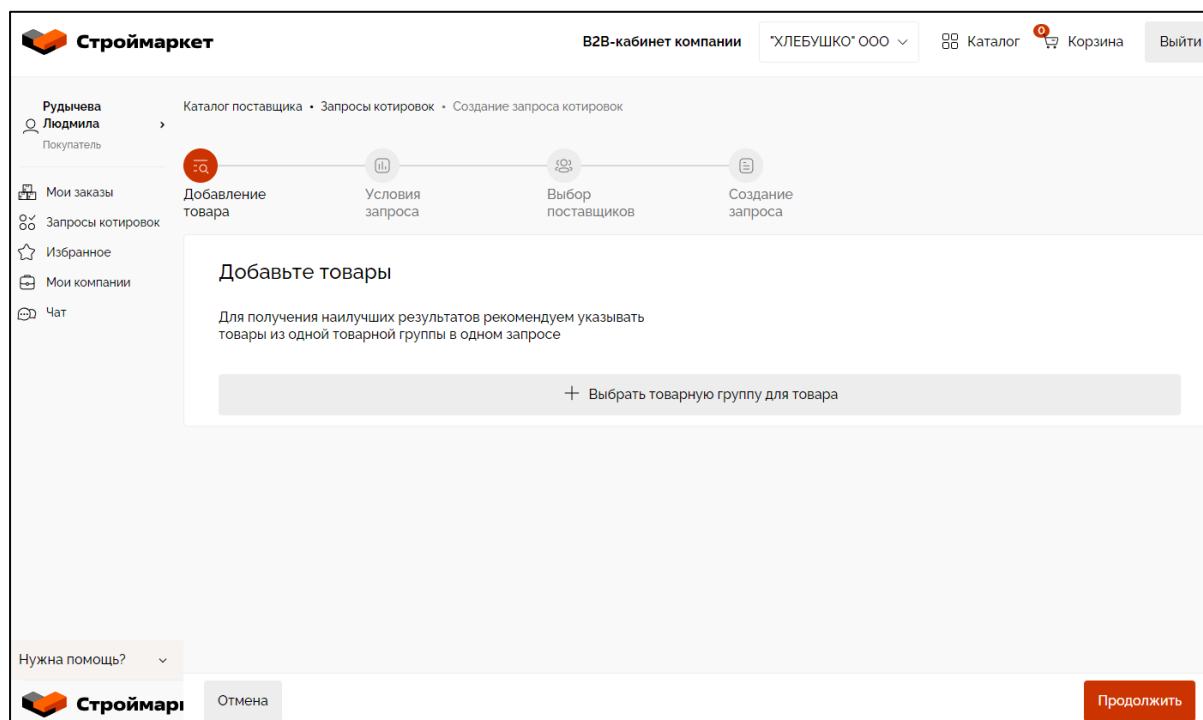 Строймаркет
B2B-кабинет компании
"ХЛЕБУШКО" ООО
Каталог
0
Корзина
Выйти
Рудычева
Людмила
Покупатель
Мои заказы
Запросы котировок
Избранное
Мои компании
Чат
Каталог поставщика • Запросы котировок • Создание запроса котировок
Добавление
товара
Условия
запроса
Выбор
поставщиков
Создание
запроса
Добавьте товары
Для получения наилучших результатов рекомендуем указывать
товары из одной товарной группы в одном запросе
+ Выбрать товарную группу для товара
Нужна помощь?
Строймар
Отмена
Продолжить